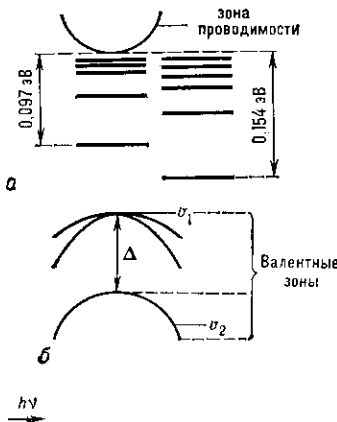 зона
проводимости
0,097 эВ
0,154 эВ
а
v₁
Δ
Валентные
зоны
v₂
б
hν